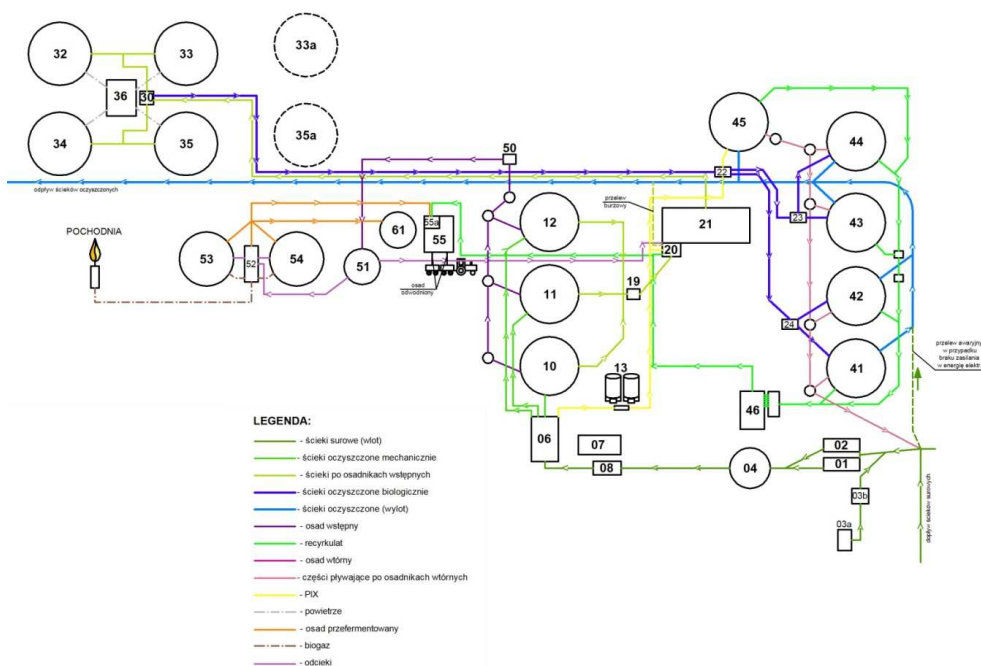 32
33
33a
36
30
34
35
35a
45
44
50
22
odpływ ścieków oczyszczonych
12
przelew
burzowy
21
23
43
POCHODNIA
61
55a
55
53
52
54
51
20
osad
odwodniony
11
19
42
24
13
10
41
przelew awaryjny
w przypadku
braku zasilania
w energię elektr.
46
06
07
08
04
02
01
03b
03a
dopływ ścieków surowych
LEGENDA:
- ścieki surowe (wlot)
- ścieki oczyszczone mechanicznie
- ścieki po osadnikach wstępnych
- ścieki oczyszczone biologicznie
- ścieki oczyszczone (wylot)
- osad wstępny
- recyrkulat
- osad wtórny
- części pływające po osadnikach wtórnych
- PIX
- powietrze
- osad przefermentowany
- biogaz
- odcieki